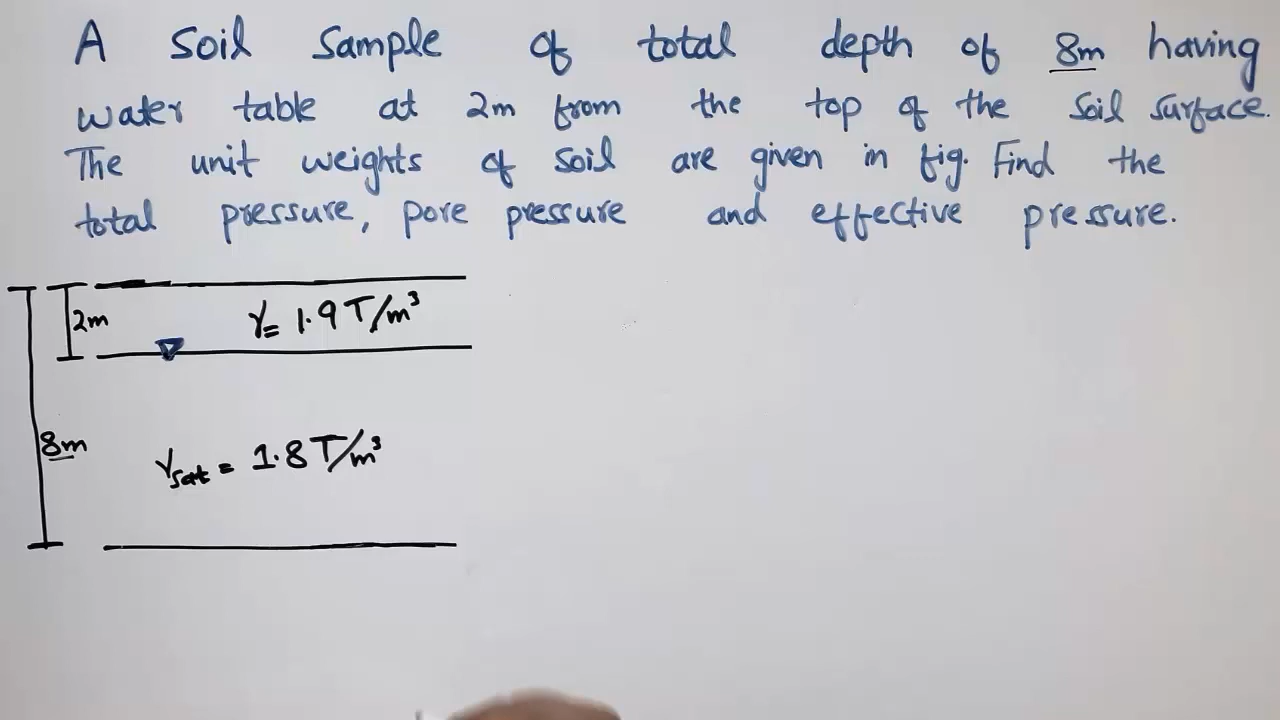 A soil sample of total depth of 8m having
water table at 2m from the top of the soil surface.
The unit weights of soil are given in fig. Find the
total pressure, pore pressure and effective pressure.
2m
γ = 1.9 T/m³
8m
γsat = 1.8 T/m³